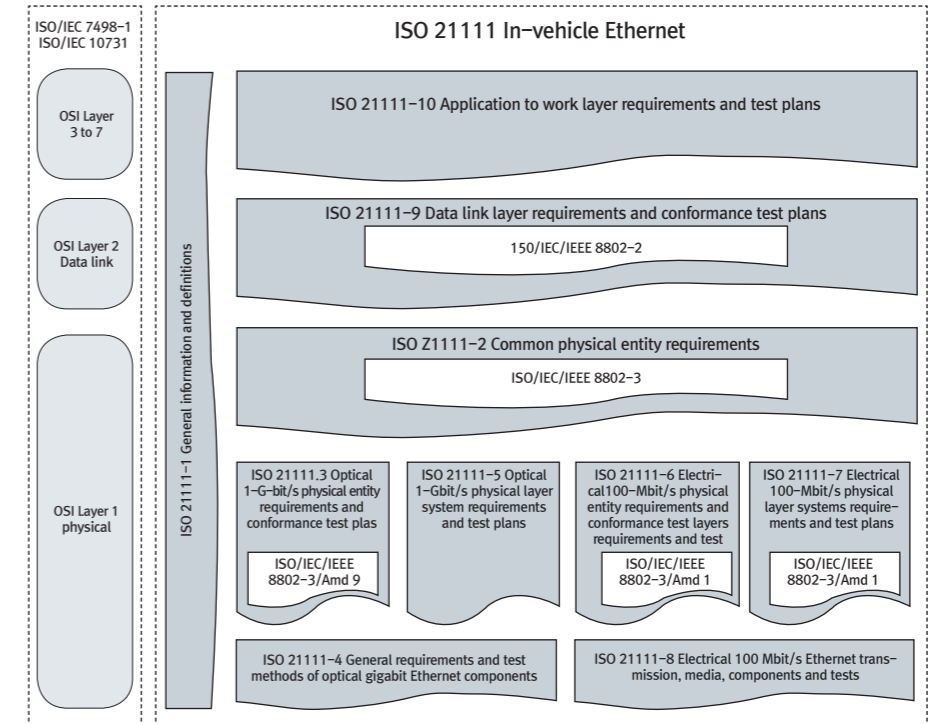 ISO/IEC 7498–1
ISO/IEC 10731
ISO 21111 In–vehicle Ethernet
OSI Layer
3 to 7
ISO 21111–10 Application to work layer requirements and test plans
OSI Layer 2
Data link
ISO 21111–9 Data link layer requirements and conformance test plans
150/IEC/IEEE 8802–2
ISO 21111–1 General information and definitions
ISO Z1111–2 Common physical entity requirements
ISO/IEC/IEEE 8802–3
OSI Layer 1
physical
ISO 21111.3 Optical
1–G–bit/s physical entity
requirements and
conformance test plas
ISO/IEC/IEEE
8802–3/Amd 9
ISO 21111–5 Optical
1–Gbit/s physical layer
system requirements
and test plans
ISO 21111–6 Electri–
cal100–Mbit/s physical
entity requirements and
conformance test layers
requirements and test
ISO/IEC/IEEE
8802–3/Amd 1
ISO 21111–7 Electrical
100–Mbit/s physical
layer systems require–
ments and test plans
ISO/IEC/IEEE
8802–3/Amd 1
ISO 21111–4 General requirements and test
methods of optical gigabit Ethernet components
ISO 21111–8 Electrical 100 Mbit/s Ethernet trans–
mission, media, components and tests